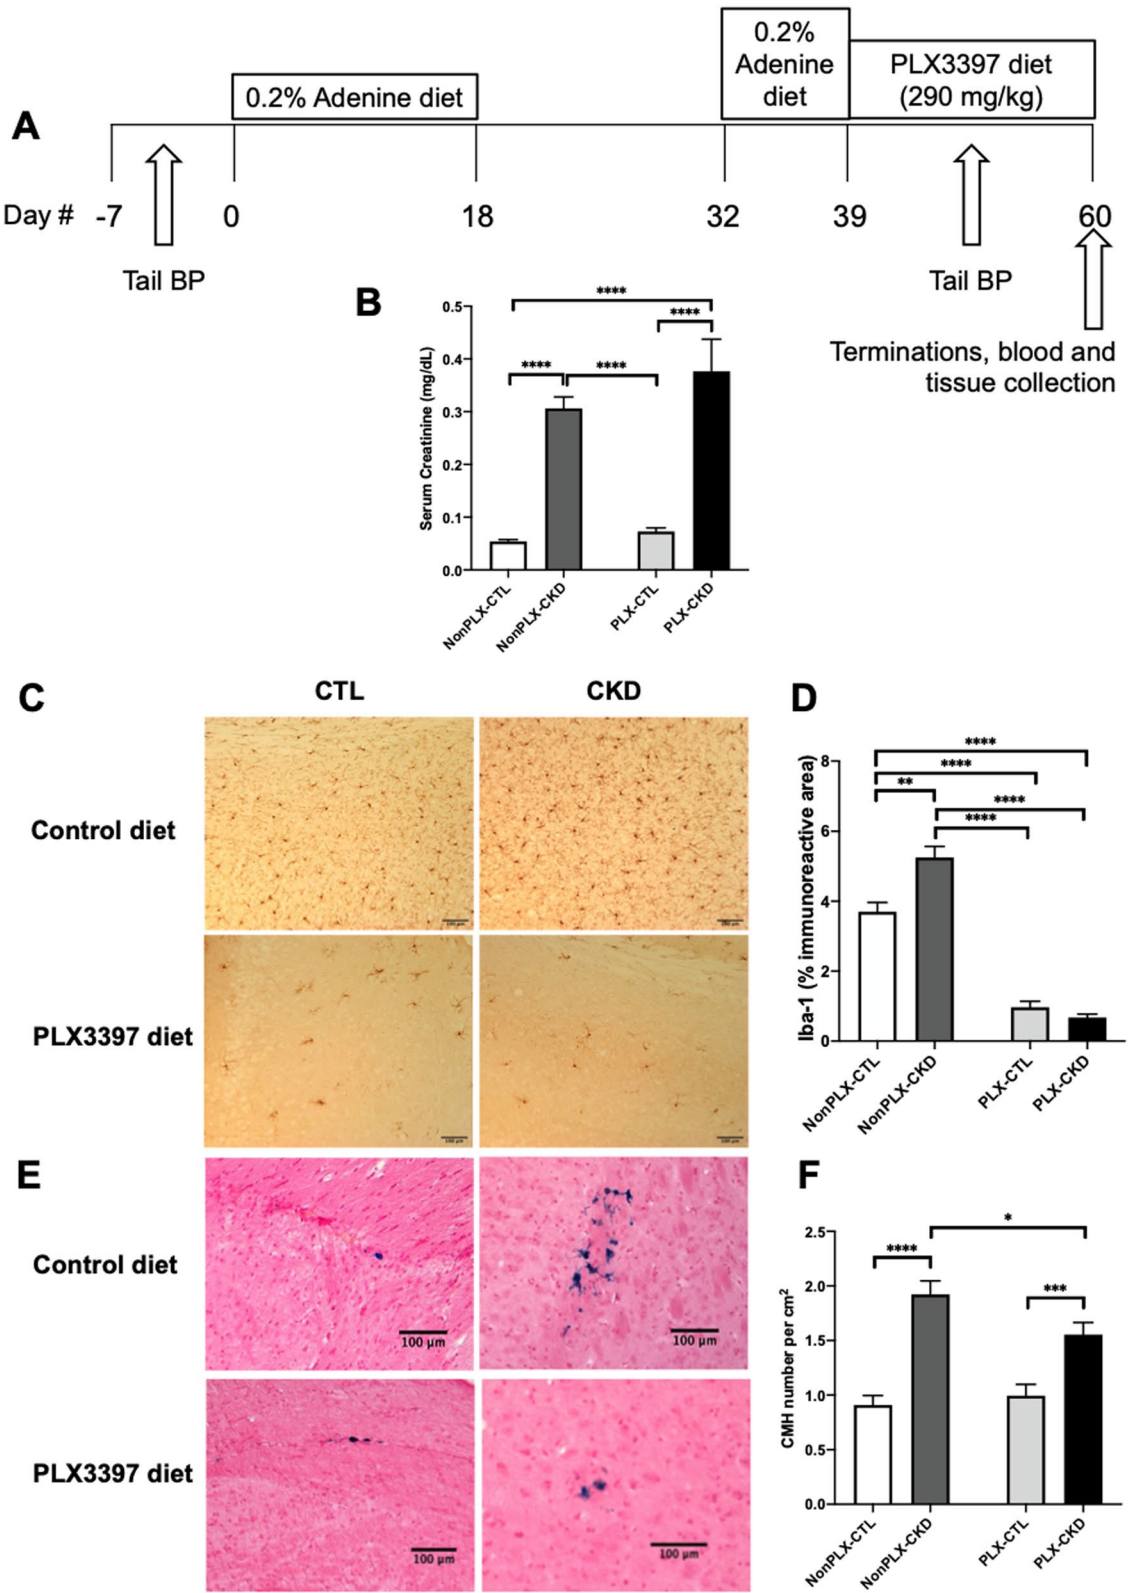 A
0.2% Adenine diet
0.2%
Adenine
diet
PLX3397 diet
(290 mg/kg)
Day # -7 0 18 32 39 60
Tail BP
Tail BP
Terminations, blood and
tissue collection
B
Serum Creatinine (mg/dL)
0.5
0.4
0.3
0.2
0.1
0.0
****
****
****
****
NonPLX-CTL
NonPLX-CKD
PLX-CTL
PLX-CKD
C
CTL
CKD
Control diet
PLX3397 diet
D
Iba-1 (% immunoreactive area)
8
6
4
2
0
****
****
**
****
****
NonPLX-CTL
NonPLX-CKD
PLX-CTL
PLX-CKD
E
Control diet
100 µm
100 µm
PLX3397 diet
100 µm
100 µm
F
CMH number per cm2
2.5
2.0
1.5
1.0
0.5
0.0
*
****
***
NonPLX-CTL
NonPLX-CKD
PLX-CTL
PLX-CKD